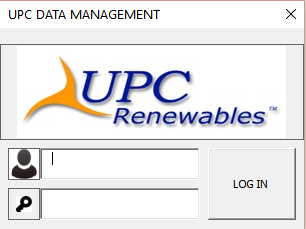 UPC DATA MANAGEMENT
UPC
Renewables™
LOG IN